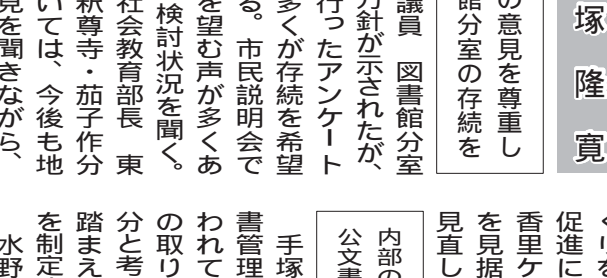 塚隆寛
の意見を尊重し
館分室の存続を
議員　図書館分室
方針が示されたが、
行ったアンケート
多くが存続を希望
る。市民説明会で
を望む声が多くあ
検討状況を聞く。
社会教育部長　東
釈尊寺・茄子作分
いては、今後も地
見を聞きながら、
くりを
促進に
香里ケ
を見据
見直し
内部の
公文書
手塚
書管理
われて
の取り
分と考
踏まえ
を制定
水野